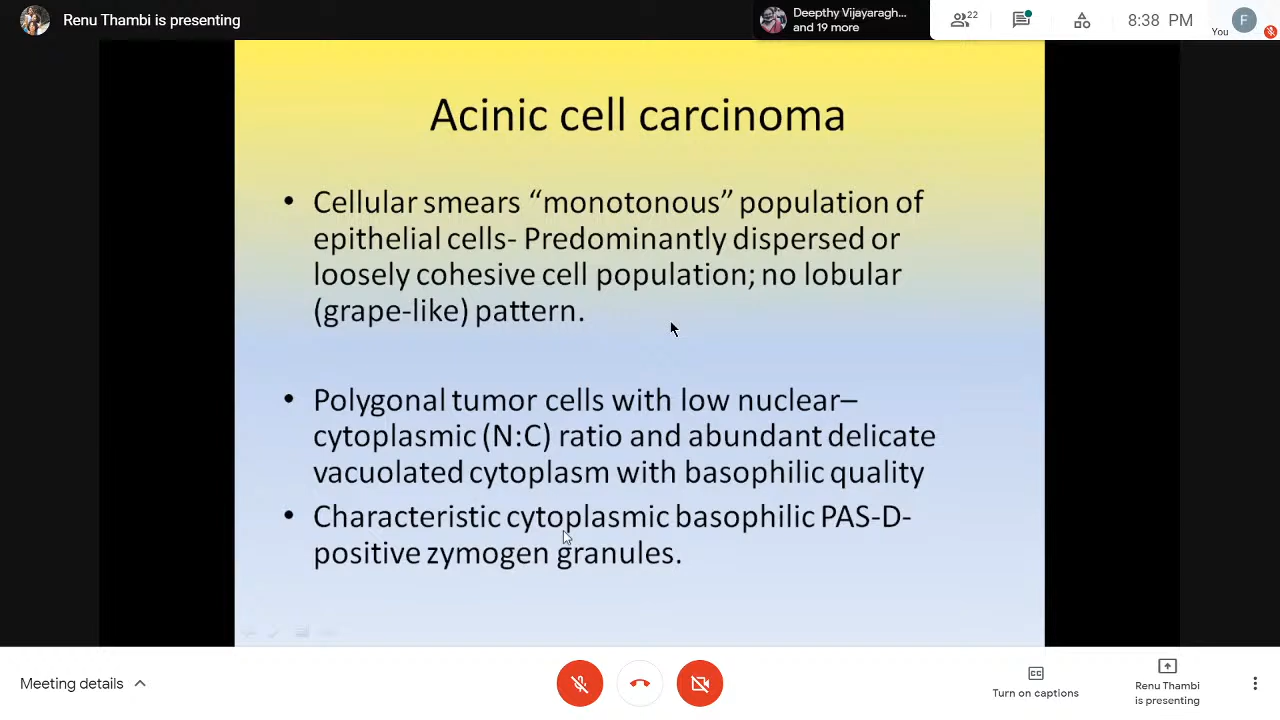 Renu Thambi is presenting
Deepthy Vijayaragh...
and 19 more
22
8:38 PM
You
F
Acinic cell carcinoma
• Cellular smears “monotonous” population of
epithelial cells- Predominantly dispersed or
loosely cohesive cell population; no lobular
(grape-like) pattern.
• Polygonal tumor cells with low nuclear–
cytoplasmic (N:C) ratio and abundant delicate
vacuolated cytoplasm with basophilic quality
• Characteristic cytoplasmic basophilic PAS-D-
positive zymogen granules.
Meeting details
CC
Turn on captions
Renu Thambi
is presenting